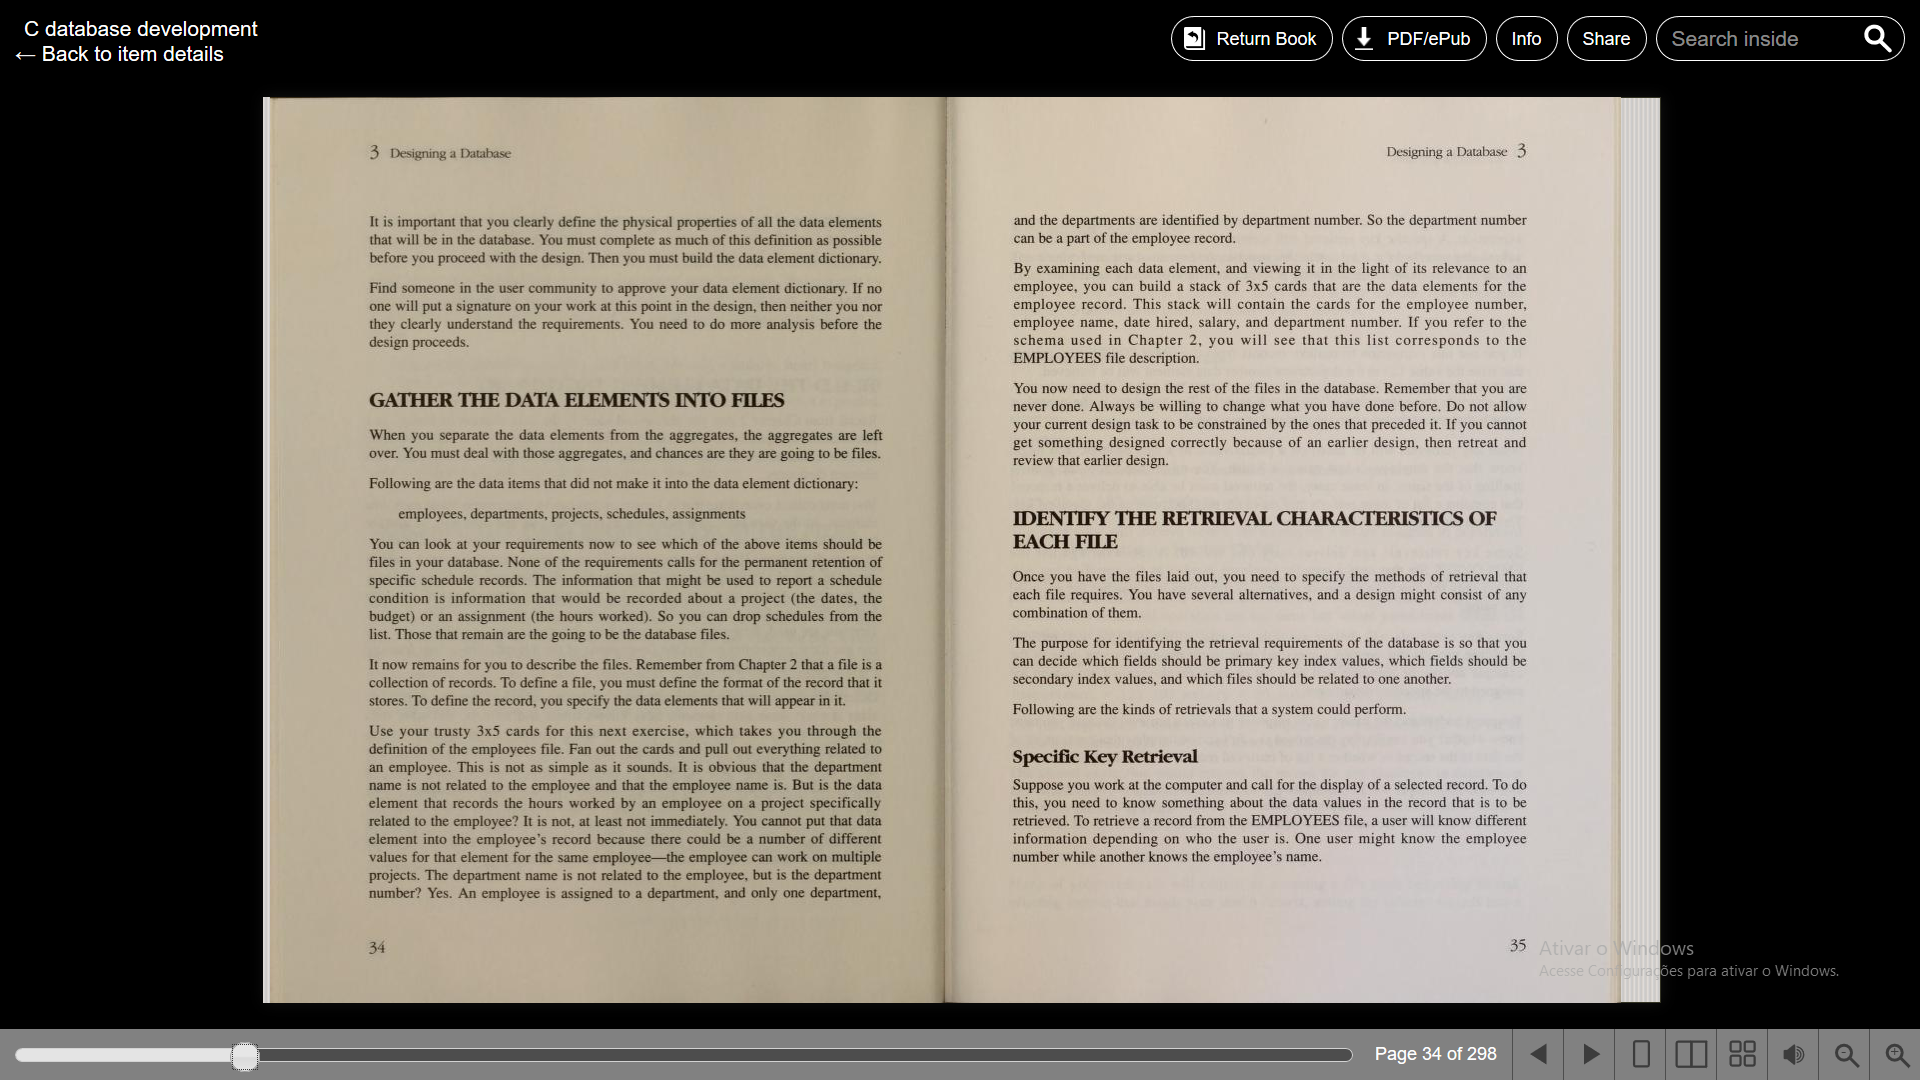 C database development
← Back to item details
Return Book
PDF/ePub
Info
Share
Search inside
3 Designing a Database
It is important that you clearly define the physical properties of all the data elements
that will be in the database. You must complete as much of this definition as possible
before you proceed with the design. Then you must build the data element dictionary.
Find someone in the user community to approve your data element dictionary. If no
one will put a signature on your work at this point in the design, then neither you nor
they clearly understand the requirements. You need to do more analysis before the
design proceeds.
GATHER THE DATA ELEMENTS INTO FILES
When you separate the data elements from the aggregates, the aggregates are left
over. You must deal with those aggregates, and chances are they are going to be files.
Following are the data items that did not make it into the data element dictionary:
employees, departments, projects, schedules, assignments
You can look at your requirements now to see which of the above items should be
files in your database. None of the requirements calls for the permanent retention of
specific schedule records. The information that might be used to report a schedule
condition is information that would be recorded about a project (the dates, the
budget) or an assignment (the hours worked). So you can drop schedules from the
list. Those that remain are the going to be the database files.
It now remains for you to describe the files. Remember from Chapter 2 that a file is a
collection of records. To define a file, you must define the format of the record that it
stores. To define the record, you specify the data elements that will appear in it.
Use your trusty 3x5 cards for this next exercise, which takes you through the
definition of the employees file. Fan out the cards and pull out everything related to
an employee. This is not as simple as it sounds. It is obvious that the department
name is not related to the employee and that the employee name is. But is the data
element that records the hours worked by an employee on a project specifically
related to the employee? It is not, at least not immediately. You cannot put that data
element into the employee's record because there could be a number of different
values for that element for the same employee—the employee can work on multiple
projects. The department name is not related to the employee, but is the department
number? Yes. An employee is assigned to a department, and only one department,
34
Designing a Database 3
and the departments are identified by department number. So the department number
can be a part of the employee record.
By examining each data element, and viewing it in the light of its relevance to an
employee, you can build a stack of 3x5 cards that are the data elements for the
employee record. This stack will contain the cards for the employee number,
employee name, date hired, salary, and department number. If you refer to the
schema used in Chapter 2, you will see that this list corresponds to the
EMPLOYEES file description.
You now need to design the rest of the files in the database. Remember that you are
never done. Always be willing to change what you have done before. Do not allow
your current design task to be constrained by the ones that preceded it. If you cannot
get something designed correctly because of an earlier design, then retreat and
review that earlier design.
IDENTIFY THE RETRIEVAL CHARACTERISTICS OF
EACH FILE
Once you have the files laid out, you need to specify the methods of retrieval that
each file requires. You have several alternatives, and a design might consist of any
combination of them.
The purpose for identifying the retrieval requirements of the database is so that you
can decide which fields should be primary key index values, which fields should be
secondary index values, and which files should be related to one another.
Following are the kinds of retrievals that a system could perform.
Specific Key Retrieval
Suppose you work at the computer and call for the display of a selected record. To do
this, you need to know something about the data values in the record that is to be
retrieved. To retrieve a record from the EMPLOYEES file, a user will know different
information depending on who the user is. One user might know the employee
number while another knows the employee's name.
35
Ativar o Windows
Acesse Configurações para ativar o Windows.
Page 34 of 298